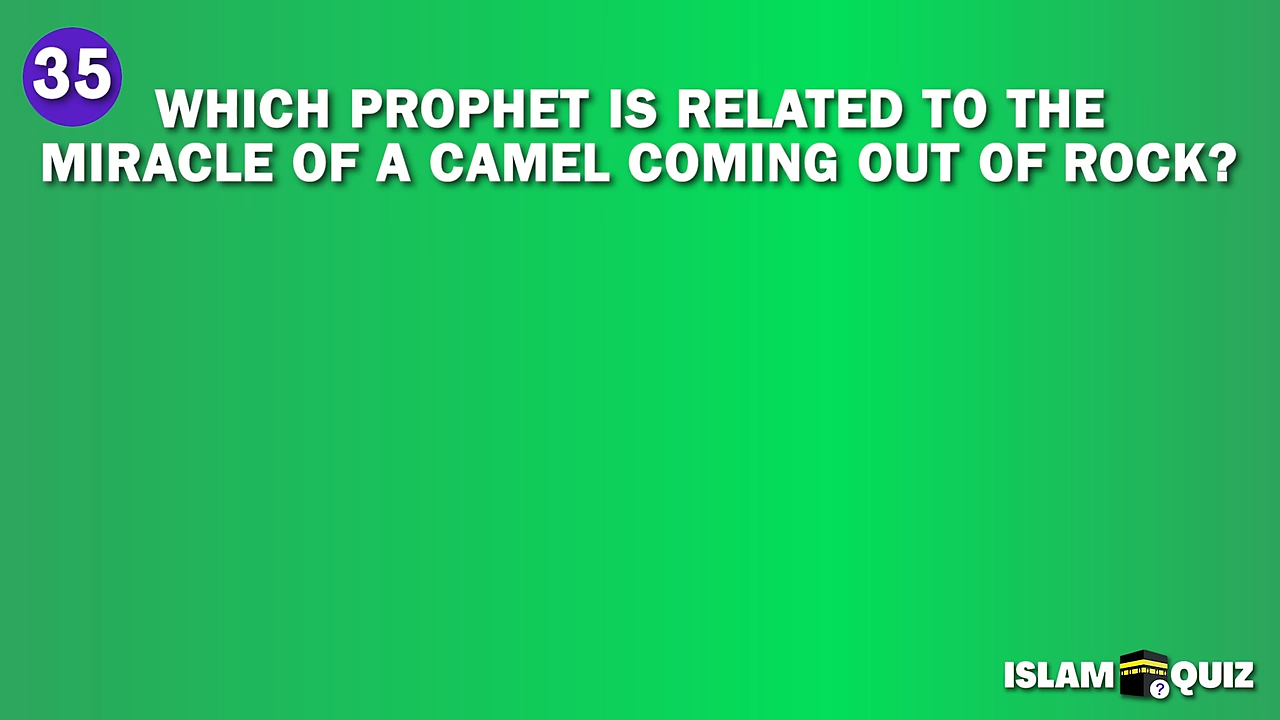 35
WHICH PROPHET IS RELATED TO THE
MIRACLE OF A CAMEL COMING OUT OF ROCK?
ISLAM ? QUIZ